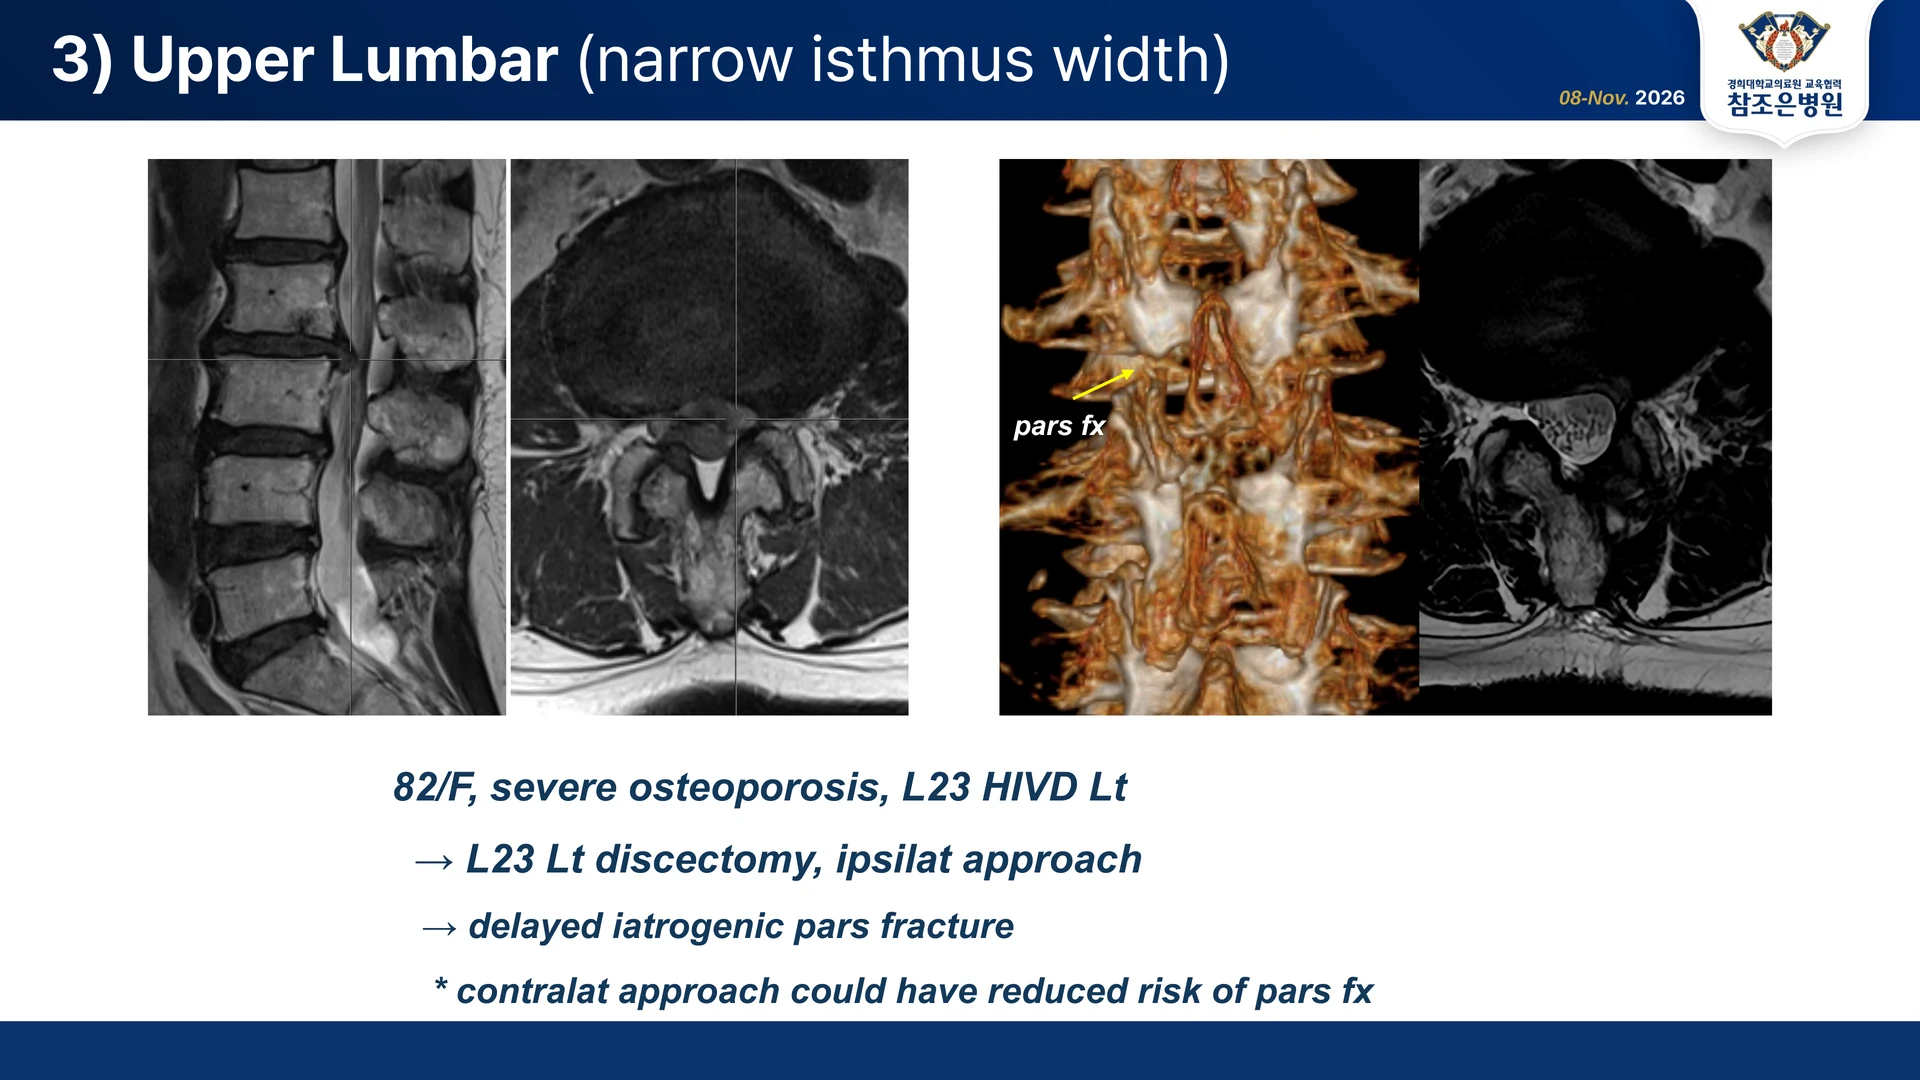 3) Upper Lumbar (narrow isthmus width)
08-Nov. 2026
경희대학교의료원 교육협력
참조은병원
pars fx
82/F, severe osteoporosis, L23 HIVD Lt
→ L23 Lt discectomy, ipsilat approach
→ delayed iatrogenic pars fracture
* contralat approach could have reduced risk of pars fx